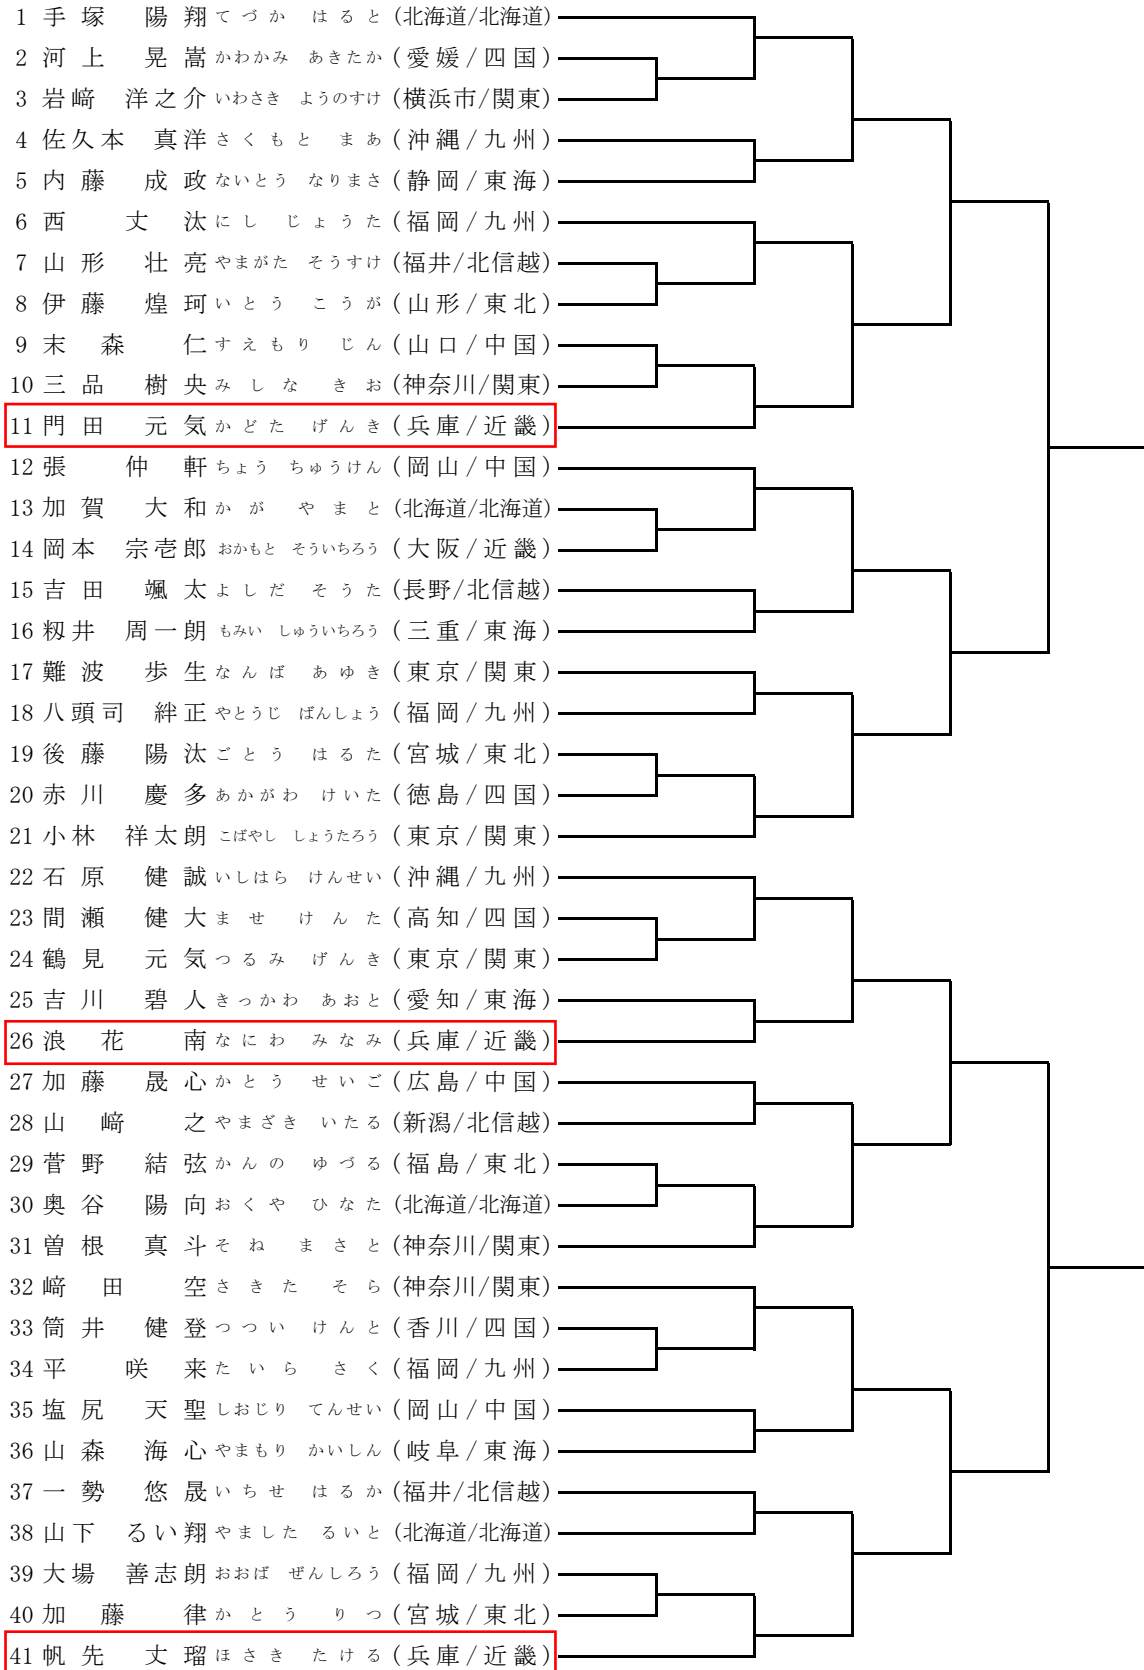 1 手塚 陽翔 てづか はると (北海道/北海道)
2 河上 晃嵩 かわかみ あきたか (愛媛/四国)
3 岩﨑 洋之介 いわさき ようのすけ (横浜市/関東)
4 佐久本 真洋 さくもと まあ (沖縄/九州)
5 内藤 成政 ないとう なりまさ (静岡/東海)
6 西 丈汰 にし じょうた (福岡/九州)
7 山形 壮亮 やまがた そうすけ (福井/北信越)
8 伊藤 煌珂 いとう こうが (山形/東北)
9 末森 仁 すえもり じん (山口/中国)
10 三品 樹央 みしな きお (神奈川/関東)
11 門田 元気 かどた げんき (兵庫/近畿)
12 張 仲軒 ちょう ちゅうけん (岡山/中国)
13 加賀 大和 かが やまと (北海道/北海道)
14 岡本 宗壱郎 おかもと そういちろう (大阪/近畿)
15 吉田 颯太 よしだ そうた (長野/北信越)
16 籾井 周一朗 もみい しゅういちろう (三重/東海)
17 難波 歩生 なんば あゆき (東京/関東)
18 八頭司 絆正 やとうじ ばんしょう (福岡/九州)
19 後藤 陽汰 ごとう はるた (宮城/東北)
20 赤川 慶多 あかがわ けいた (徳島/四国)
21 小林 祥太朗 こばやし しょうたろう (東京/関東)
22 石原 健誠 いしはら けんせい (沖縄/九州)
23 間瀬 健大 ませ けんた (高知/四国)
24 鶴見 元気 つるみ げんき (東京/関東)
25 吉川 碧人 きっかわ あおと (愛知/東海)
26 浪花 南 なにわ みなみ (兵庫/近畿)
27 加藤 晟心 かとう せいご (広島/中国)
28 山﨑 之 やまざき いたる (新潟/北信越)
29 菅野 結弦 かんの ゆづる (福島/東北)
30 奥谷 陽向 おくや ひなた (北海道/北海道)
31 曽根 真斗 そね まさと (神奈川/関東)
32 﨑田 空 さきた そら (神奈川/関東)
33 筒井 健登 つつい けんと (香川/四国)
34 平 咲来 たいら さく (福岡/九州)
35 塩尻 天聖 しおじり てんせい (岡山/中国)
36 山森 海心 やまもり かいしん (岐阜/東海)
37 一勢 悠晟 いちせ はるか (福井/北信越)
38 山下 るい翔 やました るいと (北海道/北海道)
39 大場 善志朗 おおば ぜんしろう (福岡/九州)
40 加藤 律 かとう りつ (宮城/東北)
41 帆先 丈瑠 ほさき たける (兵庫/近畿)